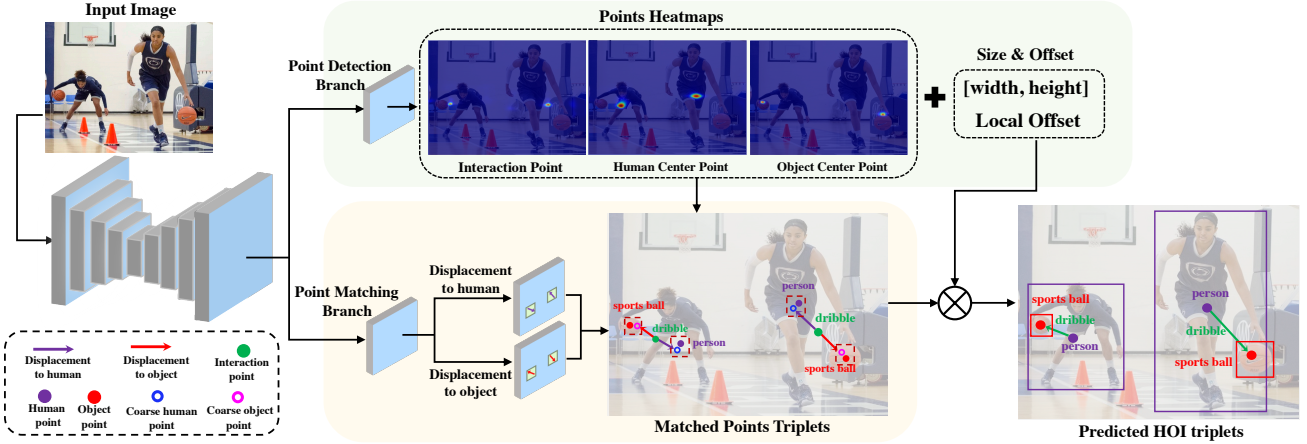 Input Image
Points Heatmaps
Point Detection
Branch
Interaction Point
Human Center Point
Object Center Point
Size & Offset
[width, height]
Local Offset
Point Matching
Branch
Displacement
to human
Displacement
to object
sports ball
dribble
person
person
dribble
sports ball
Matched Points Triplets
sports ball
dribble
person
person
dribble
sports ball
Predicted HOI triplets
Displacement
to human
Displacement
to object
Interaction
point
Human
point
Object
point
Coarse human
point
Coarse object
point